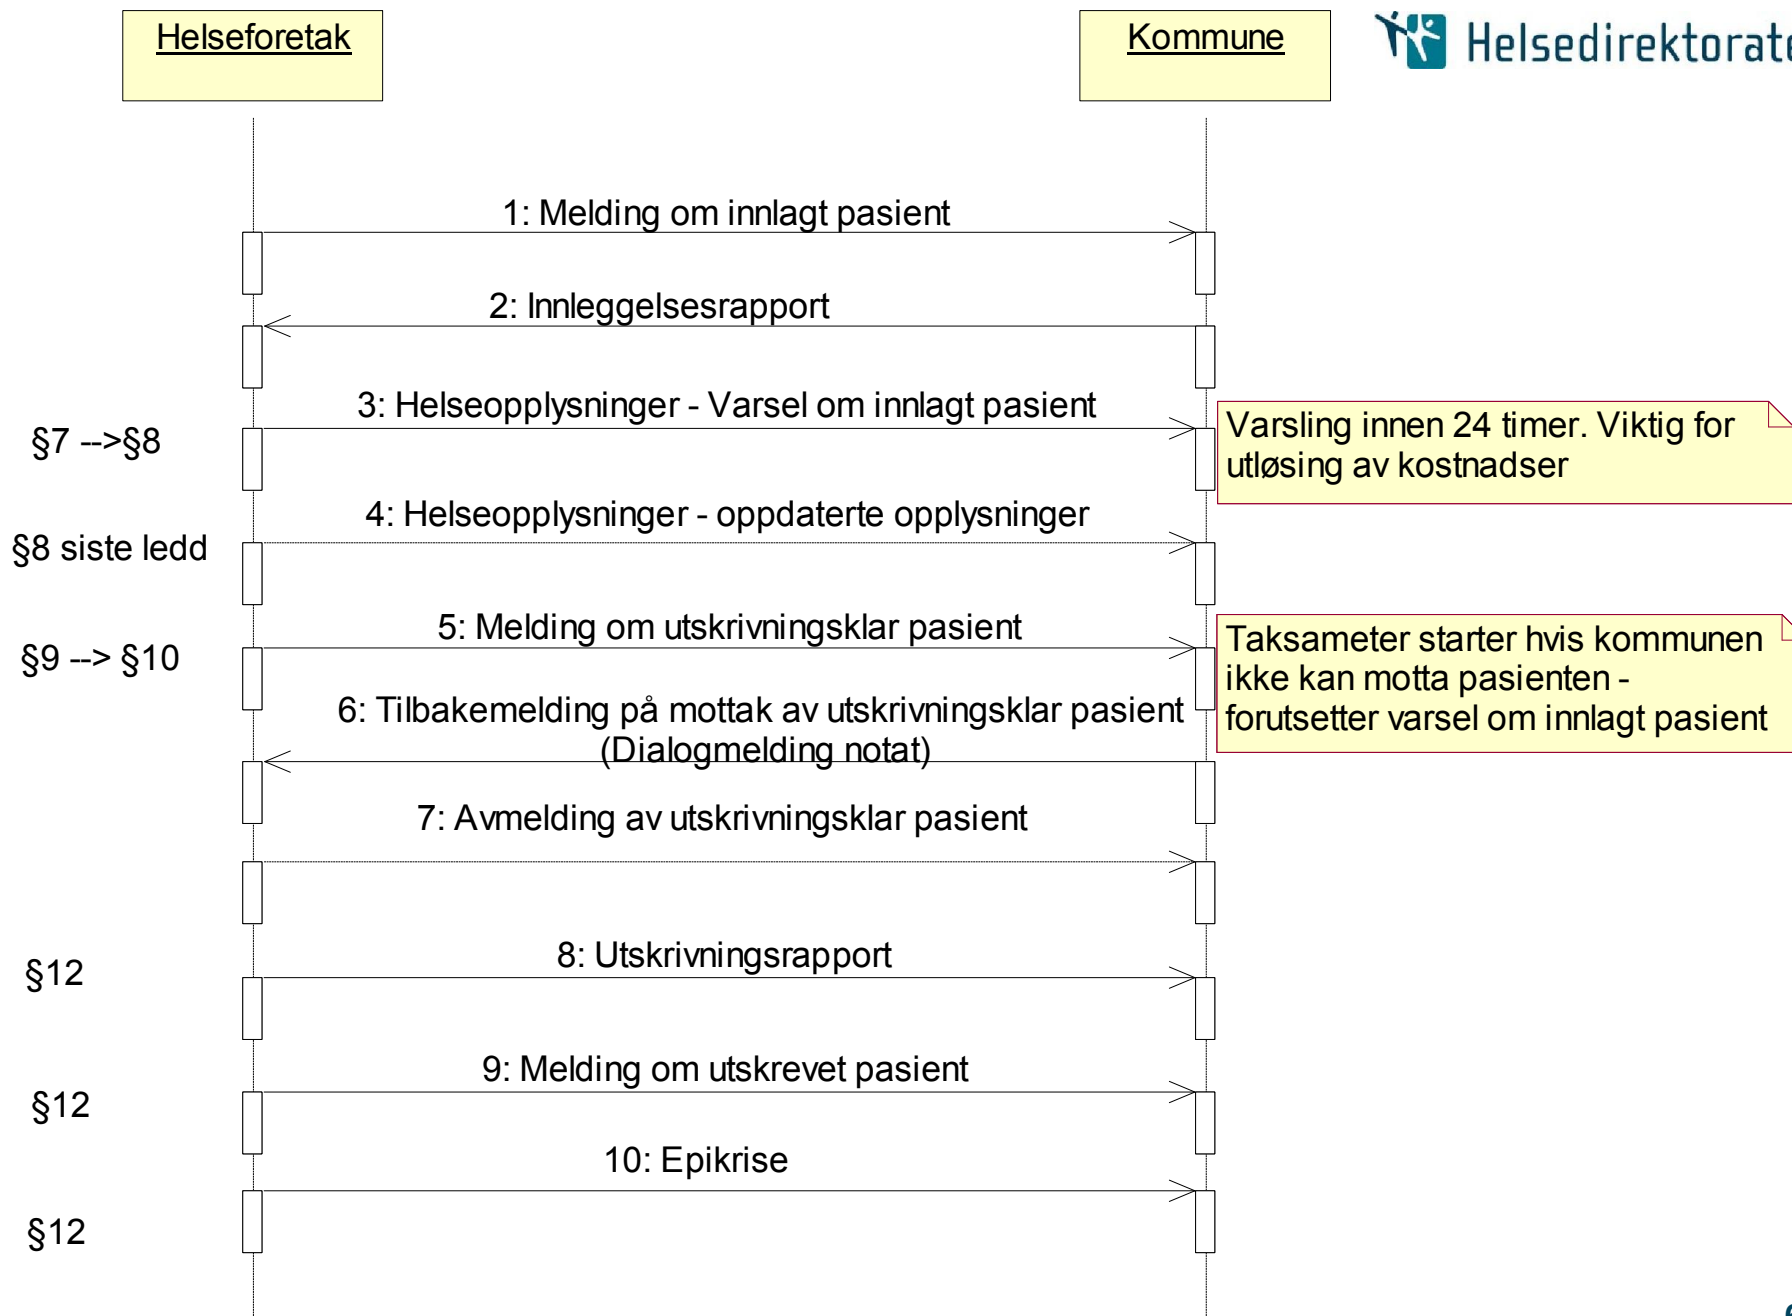 Helseforetak
Kommune
Helsedirektorate
1: Melding om innlagt pasient
2: Innleggelsesrapport
3: Helseopplysninger - Varsel om innlagt pasient
§7 -->§8
Varsling innen 24 timer. Viktig for
utløsing av kostnadser
4: Helseopplysninger - oppdaterte opplysninger
§8 siste ledd
5: Melding om utskrivningsklar pasient
§9 --> §10
Taksameter starter hvis kommunen
ikke kan motta pasienten -
forutsetter varsel om innlagt pasient
6: Tilbakemelding på mottak av utskrivningsklar pasient
(Dialogmelding notat)
7: Avmelding av utskrivningsklar pasient
8: Utskrivningsrapport
§12
9: Melding om utskrevet pasient
§12
10: Epikrise
§12